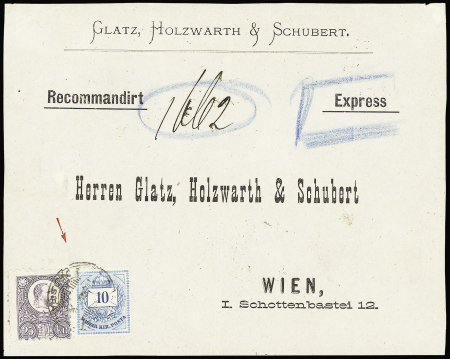 GLATZ, HOLZWARTH & SCHUBERT.
Recommandirt
Express
Herren Glatz, Holzwarth & Schubert
10
WIEN,
I. Schottenbastei 12.